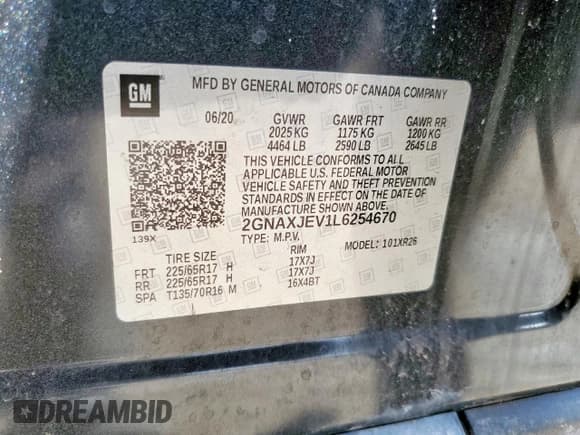 GM
MFD BY GENERAL MOTORS OF CANADA COMPANY
06/20 GVWR GAWR FRT GAWR RR
2025 KG 1175 KG 1200 KG
4464 LB 2590 LB 2645 LB
THIS VEHICLE CONFORMS TO ALL
APPLICABLE U.S. FEDERAL MOTOR
VEHICLE SAFETY AND THEFT PREVENTION
STANDARDS IN EFFECT ON THE DATE OF
MANUFACTURE SHOWN ABOVE.
2GNAXJEV1L6254670
139X TYPE: M.P.V. MODEL: 101XR26
TIRE SIZE RIM
FRT 225/65R17 H 17X7J
RR 225/65R17 H 17X7J
SPA T135/70R16 M 16X4BT
DREAMBID